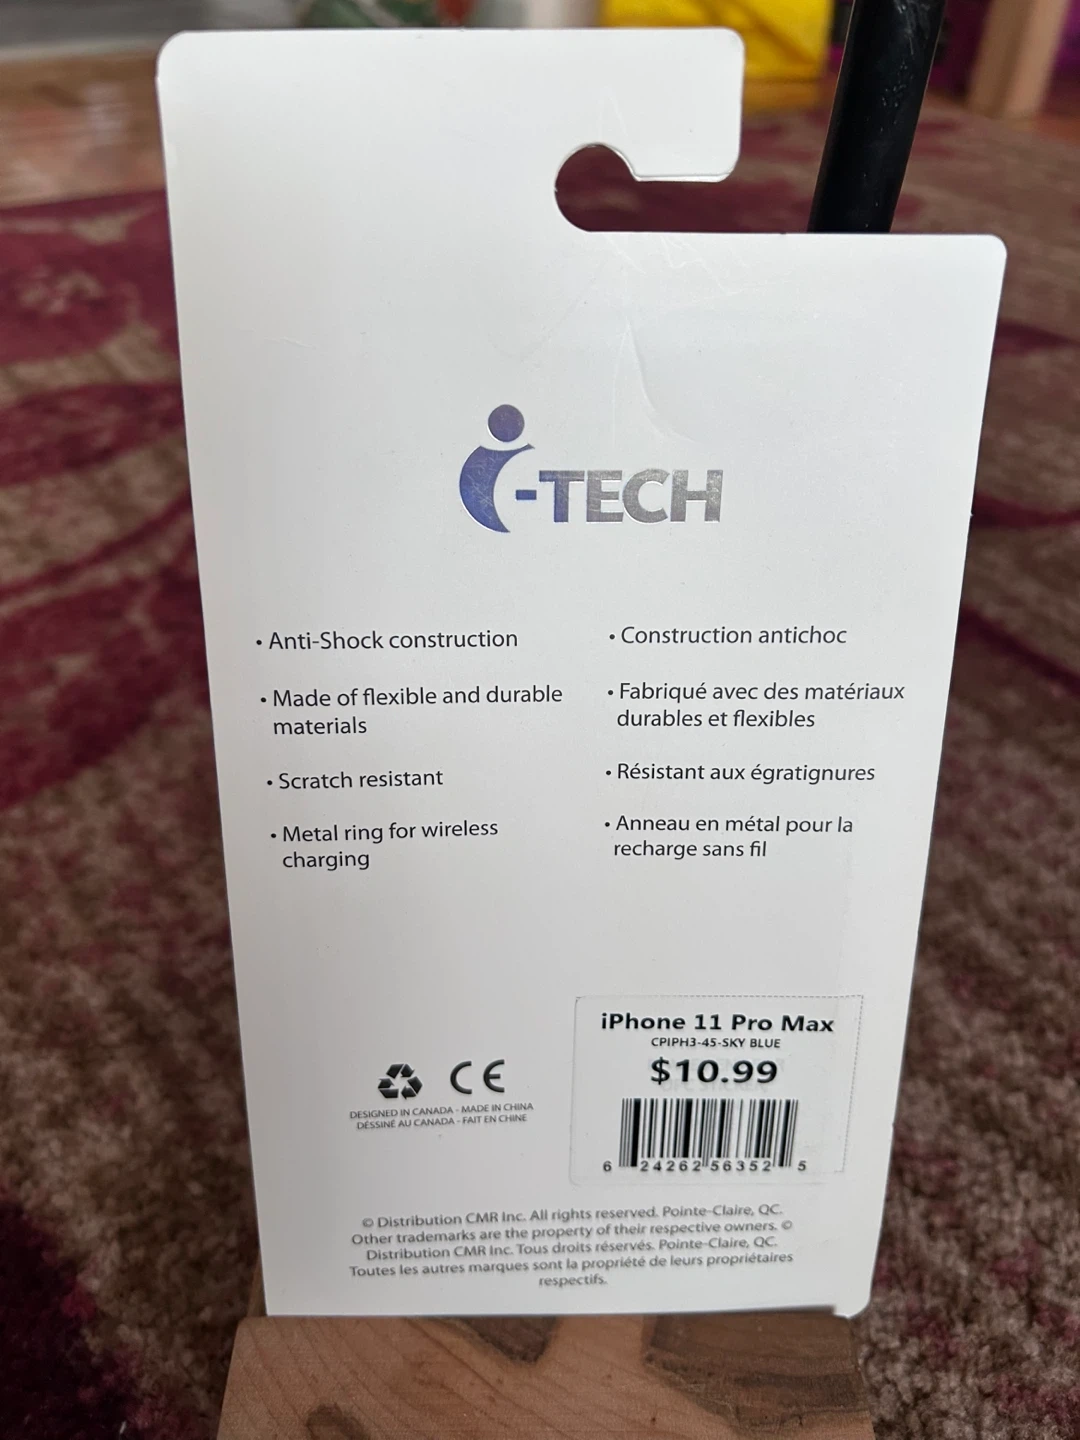 i-TECH
• Anti-Shock construction
• Made of flexible and durable
materials
• Scratch resistant
• Metal ring for wireless
charging
• Construction antichoc
• Fabriqué avec des matériaux
durables et flexibles
• Résistant aux égratignures
• Anneau en métal pour la
recharge sans fil
CE
DESIGNED IN CANADA - MADE IN CHINA
DESSINÉ AU CANADA - FAIT EN CHINE
iPhone 11 Pro Max
CPIPH3-45-SKY BLUE
$10.99
6 24262 56352 5
© Distribution CMR Inc. All rights reserved. Pointe-Claire, QC.
Other trademarks are the property of their respective owners. ©
Distribution CMR Inc. Tous droits réservés. Pointe-Claire, QC.
Toutes les autres marques sont la propriété de leurs propriétaires
respectifs.